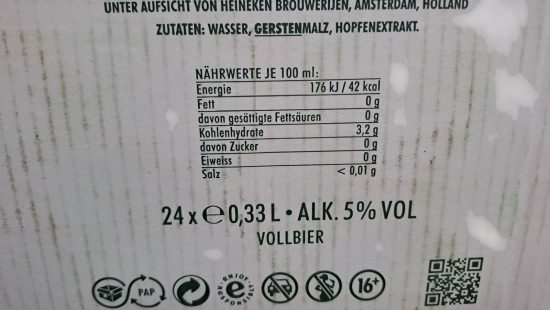 UNTER AUFSICHT VON HEINEKEN BROUWERIJEN, AMSTERDAM, HOLLAND
ZUTATEN: WASSER, GERSTENMALZ, HOPFENEXTRAKT.
NÄHRWERTE JE 100 ml:
Energie 176 kJ / 42 kcal
Fett 0 g
davon gesättigte Fettsäuren 0 g
Kohlenhydrate 3,2 g
davon Zucker 0 g
Eiweiss 0 g
Salz < 0,01 g
24 x ℮ 0,33 L • ALK. 5% VOL
VOLLBIER
PAP
ENJOY RESPONSIBLY
16+